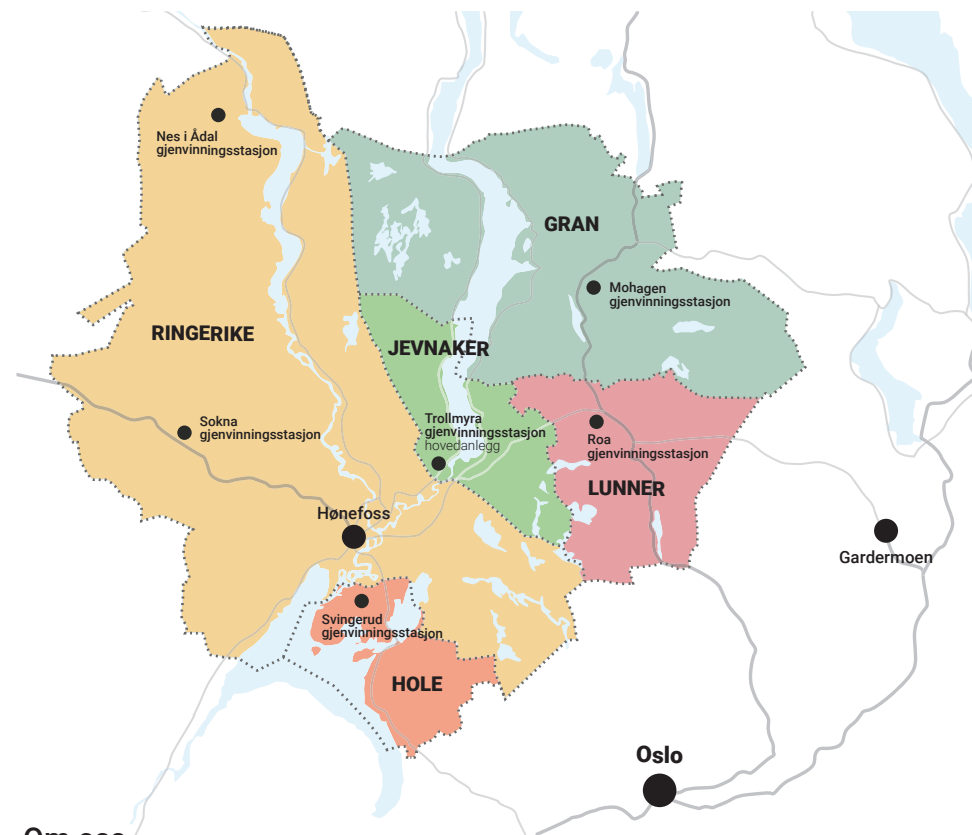 Nes i Ådal
gjenvinningsstasjon
GRAN
Mohagen
gjenvinningsstasjon
RINGERIKE
JEVNAKER
Sokna
gjenvinningsstasjon
Trollmyra
gjenvinningsstasjon
hovedanlegg
Roa
gjenvinningsstasjon
LUNNER
Hønefoss
Gardermoen
Svingerud
gjenvinningsstasjon
HOLE
Oslo